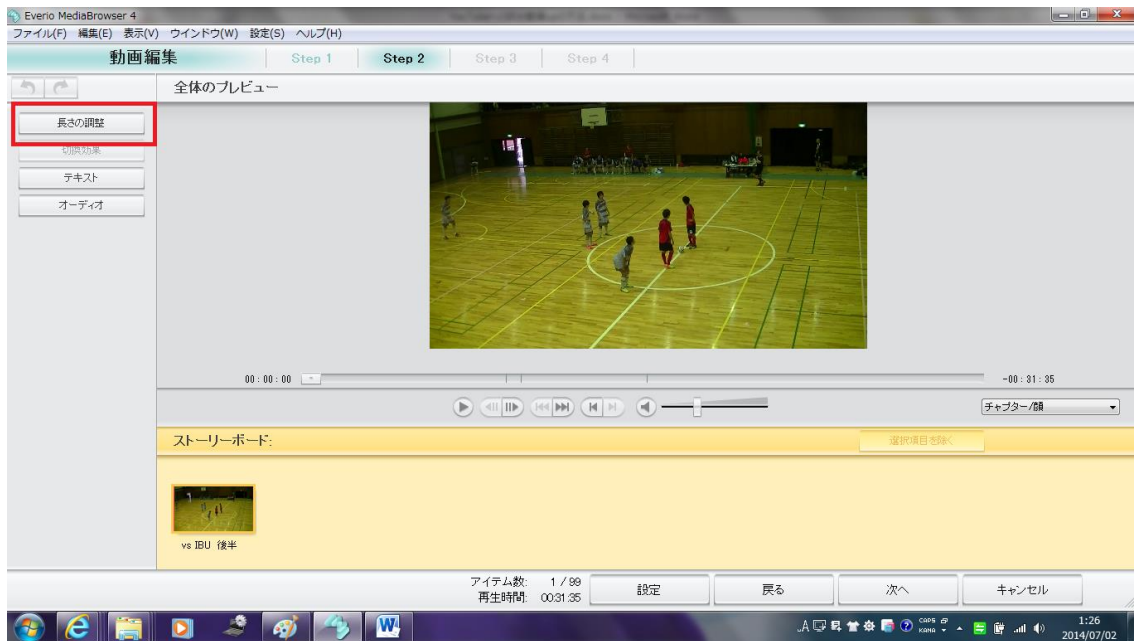 Everio MediaBrowser 4
ファイル(F) 編集(E) 表示(V) ウインドウ(W) 設定(S) ヘルプ(H)
動画編集 Step 1 Step 2 Step 3 Step 4
全体のプレビュー
長さの調整
切換効果
テキスト
オーディオ
00:00:00 -00:31:35
チャプター/顔
ストーリーボード: 選択項目を除く
vs IBU 後半
アイテム数: 1 / 99
再生時間: 00:31:35
設定 戻る 次へ キャンセル
CAPS
KANA
1:26
2014/07/02